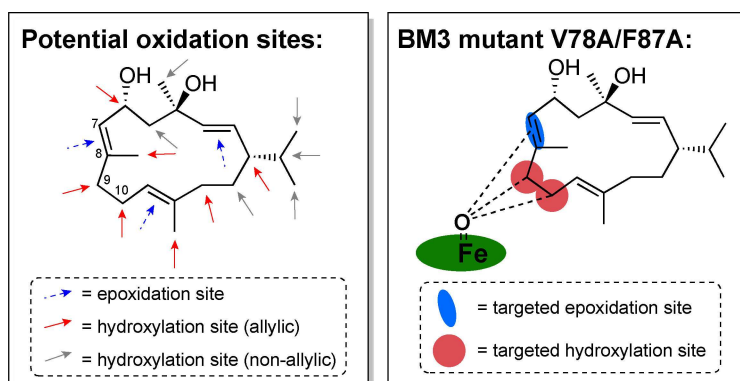 Potential oxidation sites:
OH
OH
7
8
9
10
= epoxidation site
= hydroxylation site (allylic)
= hydroxylation site (non-allylic)
BM3 mutant V78A/F87A:
OH
OH
O
Fe
= targeted epoxidation site
= targeted hydroxylation site